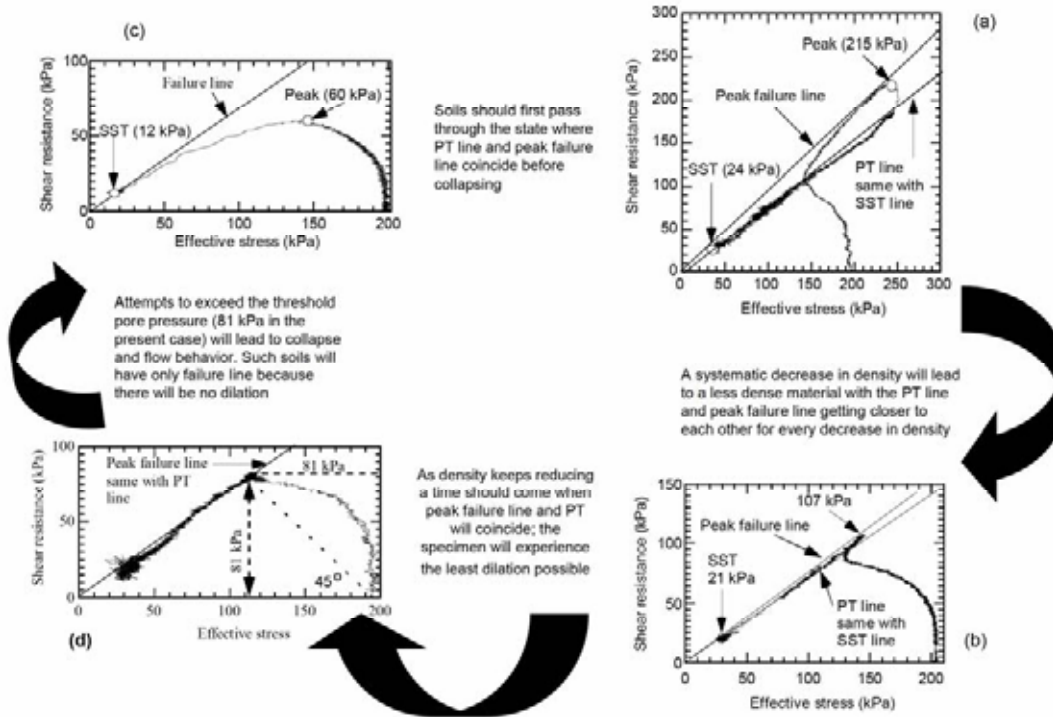 (c)
100
50
0
Shear resistance (kPa)
Failure line
SST (12 kPa)
Peak (60 kPa)
0 50 100 150 200
Effective stress (kPa)
Soils should first pass
through the state where
PT line and peak failure
line coincide before
collapsing
(a)
300
250
200
150
100
50
0
Shear resistance (kPa)
Peak (215 kPa)
Peak failure line
SST (24 kPa)
PT line
same with
SST line
0 50 100 150 200 250 300
Effective stress (kPa)
Attempts to exceed the threshold
pore pressure (81 kPa in the
present case) will lead to collapse
and flow behavior. Such soils will
have only failure line because
there will be no dilation
A systematic decrease in density will lead
to a less dense material with the PT line
and peak failure line getting closer to
each other for every decrease in density
100
50
0
Shear resistance (kPa)
Peak failure line
same with PT
line
81 kPa
81 kPa
45°
0 50 100 150 200
Effective stress
(d)
As density keeps reducing
a time should come when
peak failure line and PT
will coincide; the
specimen will experience
the least dilation possible
150
100
50
0
Shear resistance (kPa)
107 kPa
Peak failure line
SST
21 kPa
PT line
same with
SST line
0 50 100 150 200
Effective stress (kPa)
(b)